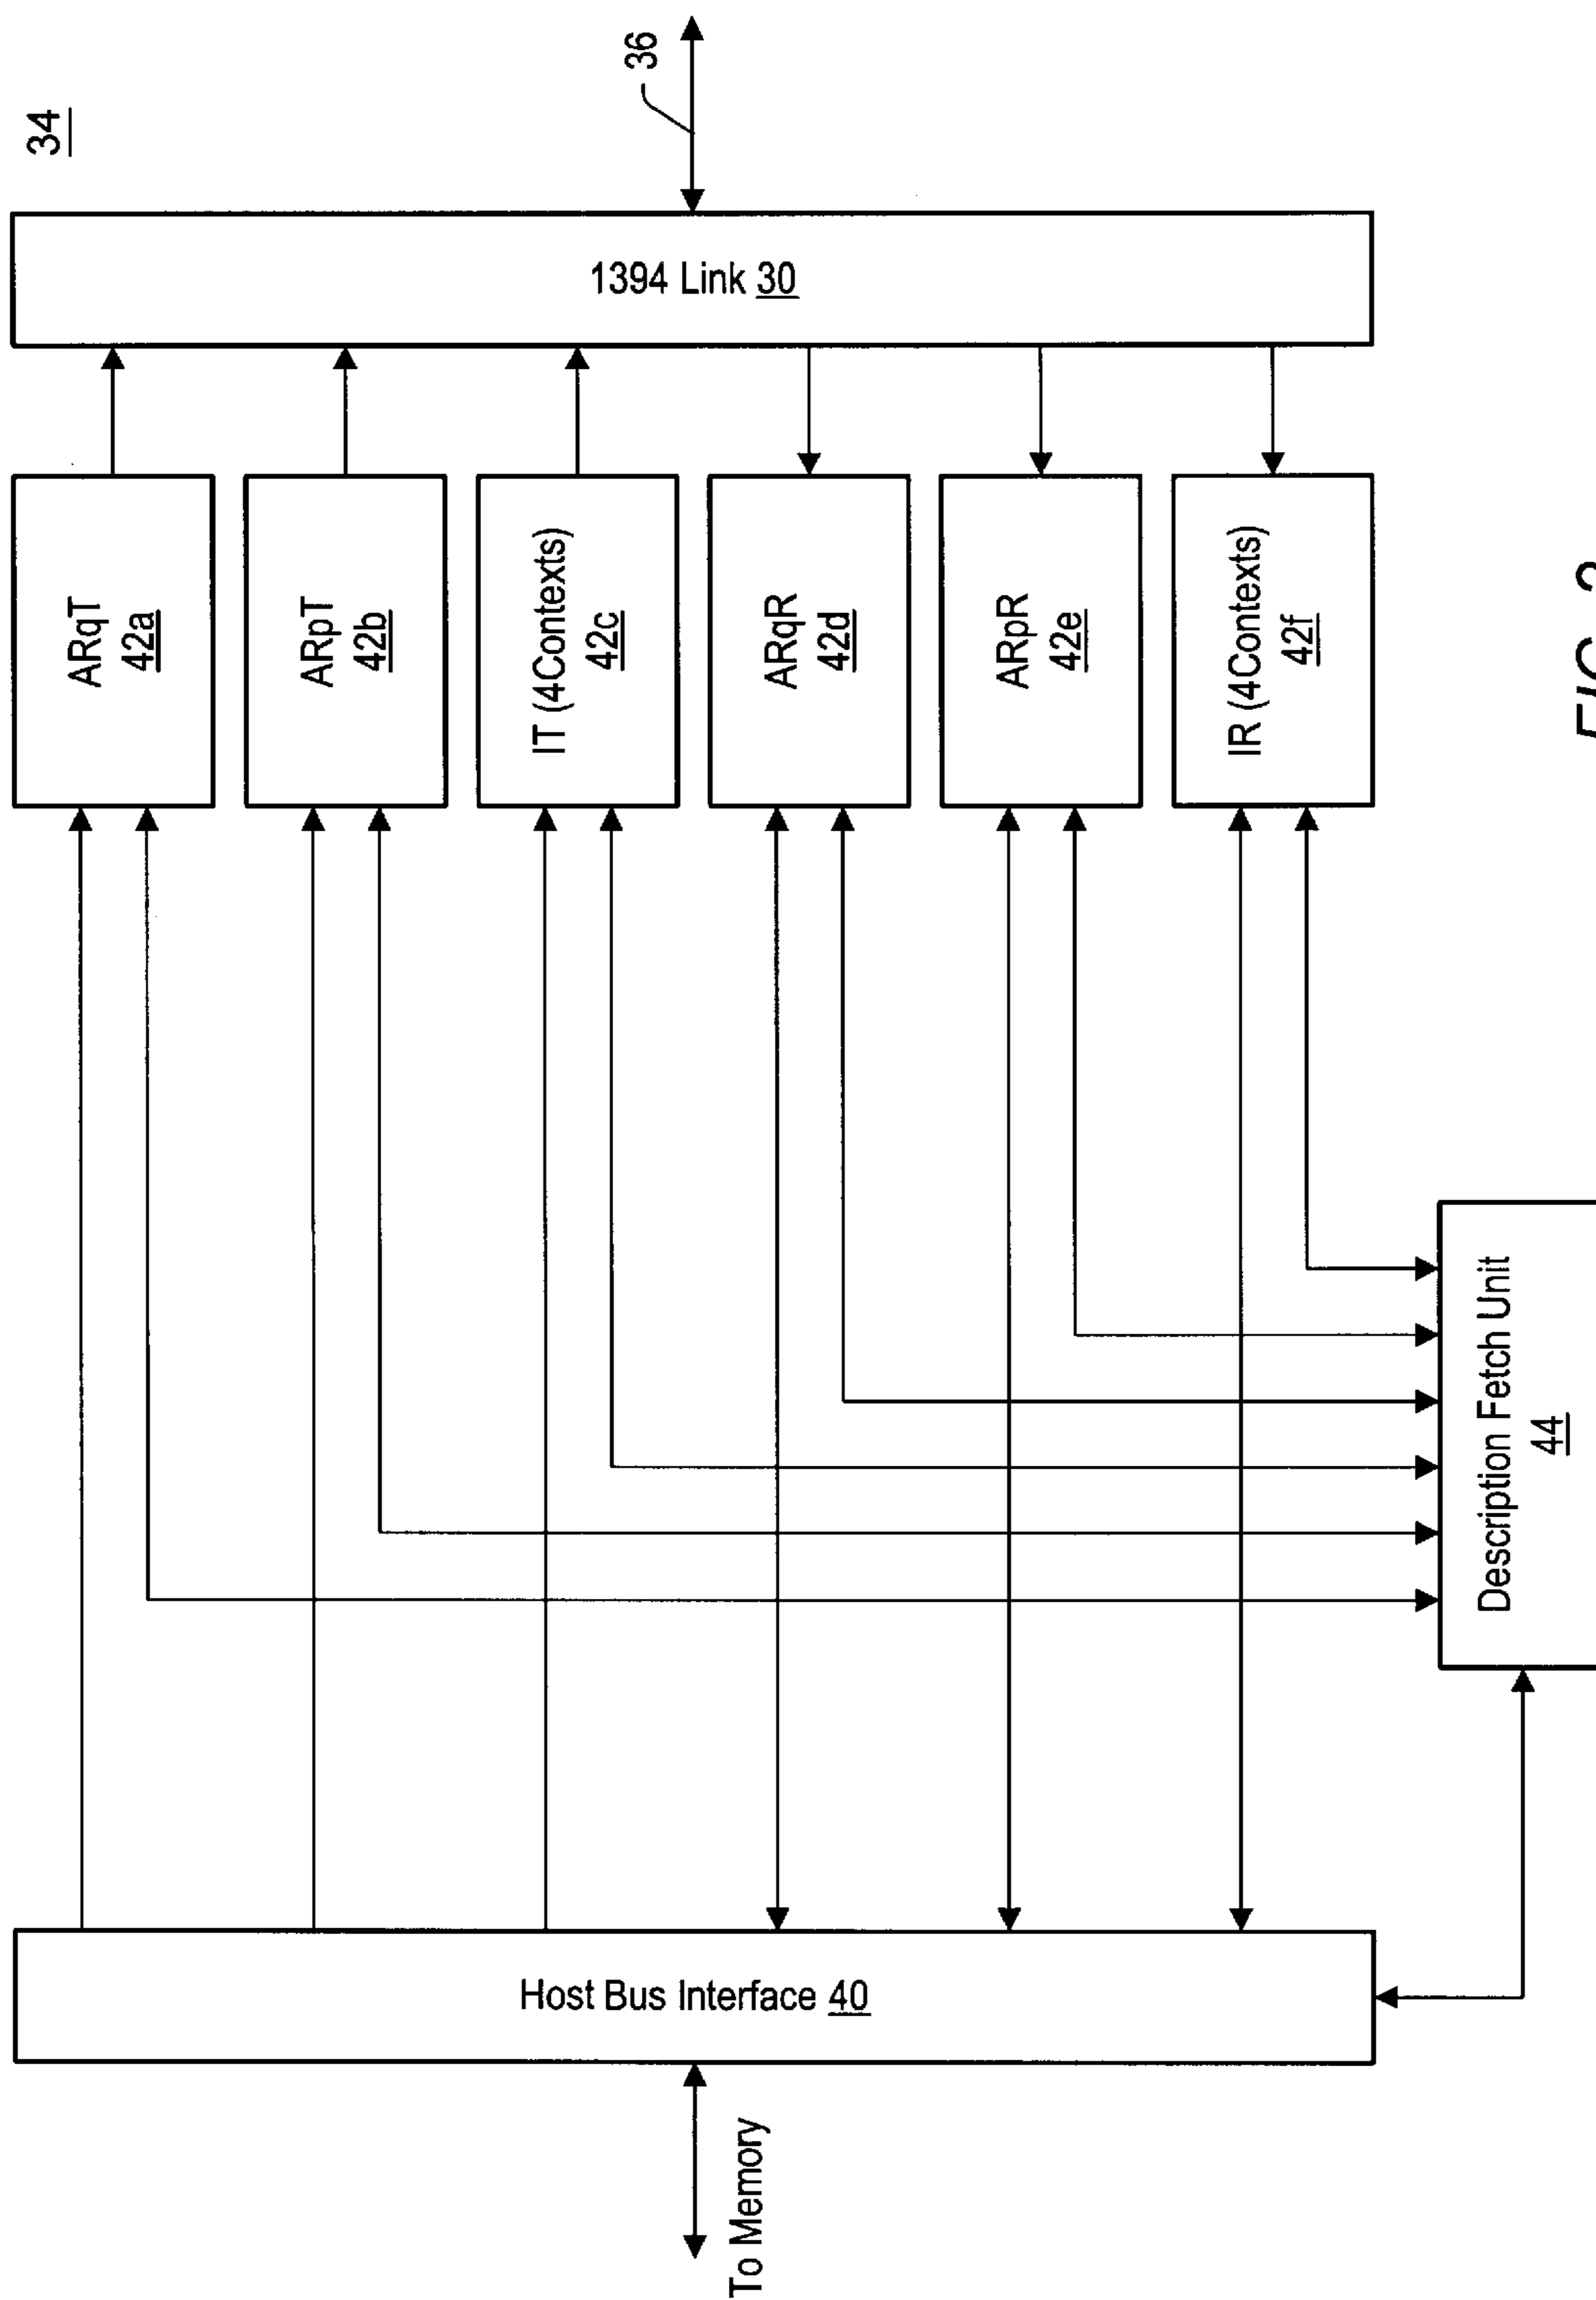 34
ARqT
42a
ARpT
42b
IT (4Contexts)
42c
36
To Memory
Host Bus Interface 40
1394 Link 30
ARqR
42d
ARpR
42e
IR (4Contexts)
42f
Description Fetch Unit
44